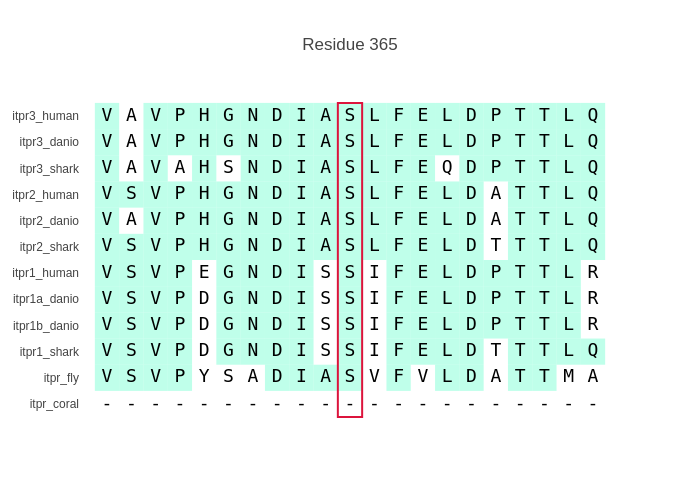 Residue 365
itpr3_human V A V P H G N D I A S L F E L D P T T L Q
itpr3_danio V A V P H G N D I A S L F E L D P T T L Q
itpr3_shark V A V A H S N D I A S L F E Q D P T T L Q
itpr2_human V S V P H G N D I A S L F E L D A T T L Q
itpr2_danio V A V P H G N D I A S L F E L D A T T L Q
itpr2_shark V S V P H G N D I A S L F E L D T T T L Q
itpr1_human V S V P E G N D I S S I F E L D P T T L R
itpr1a_danio V S V P D G N D I S S I F E L D P T T L R
itpr1b_danio V S V P D G N D I S S I F E L D P T T L R
itpr1_shark V S V P D G N D I S S I F E L D T T T L Q
itpr_fly V S V P Y S A D I A S V F V L D A T T M A
itpr_coral - - - - - - - - - - - - - - - - - - - - -